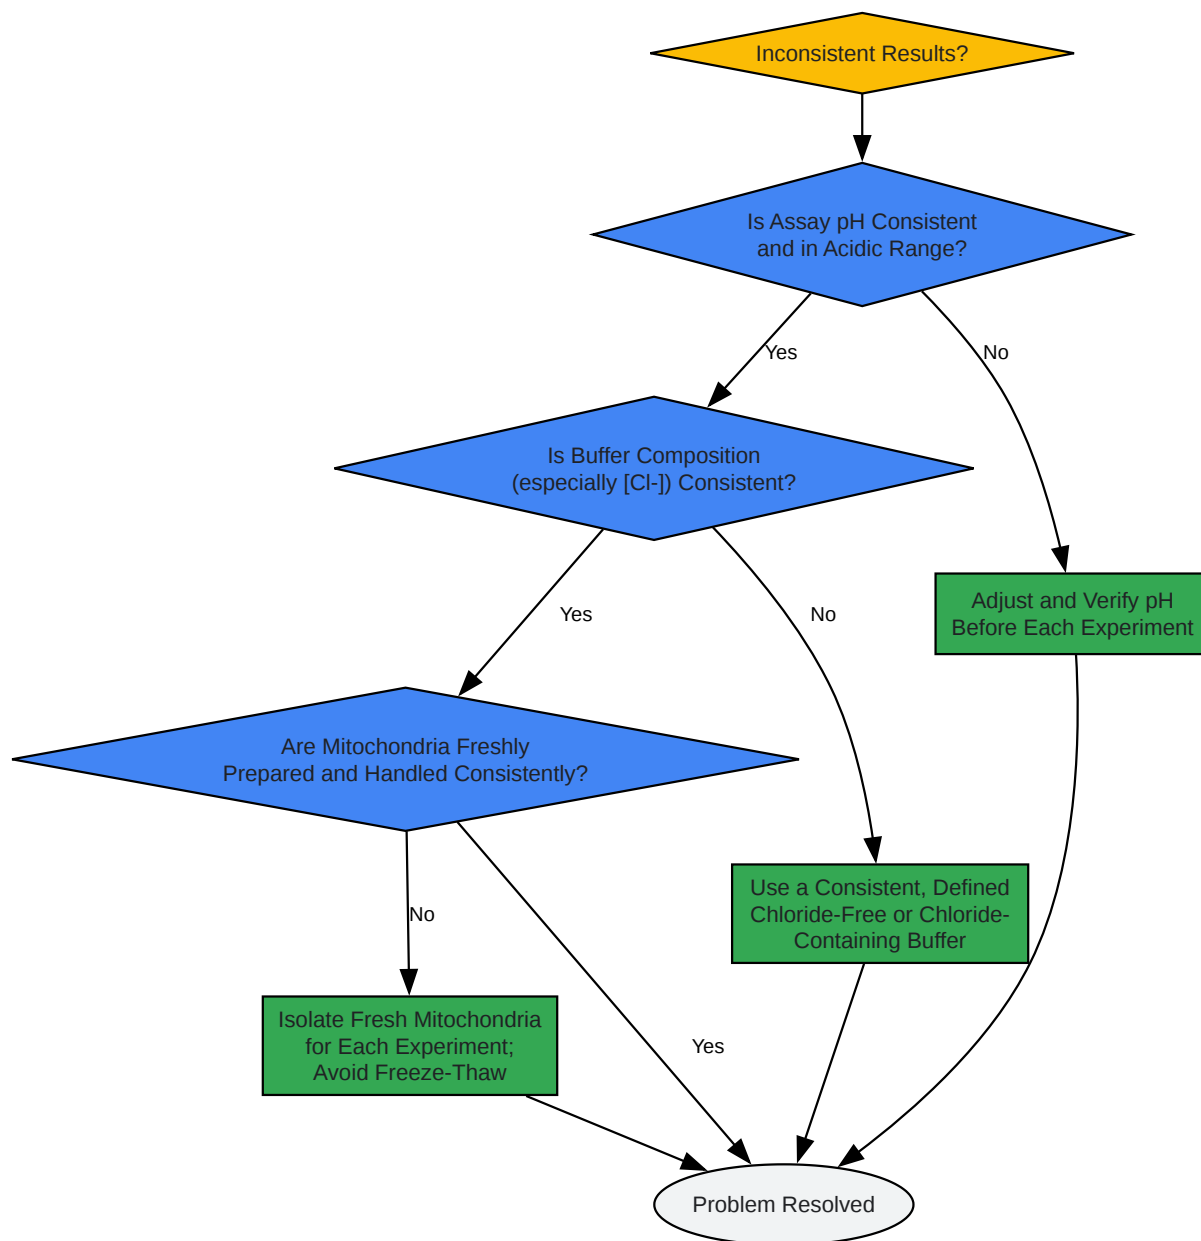 Inconsistent Results?
Is Assay pH Consistent
and in Acidic Range?
Yes
No
Is Buffer Composition
(especially [Cl-]) Consistent?
Yes
No
Adjust and Verify pH
Before Each Experiment
Are Mitochondria Freshly
Prepared and Handled Consistently?
No
Yes
Use a Consistent, Defined
Chloride-Free or Chloride-
Containing Buffer
Isolate Fresh Mitochondria
for Each Experiment;
Avoid Freeze-Thaw
Problem Resolved